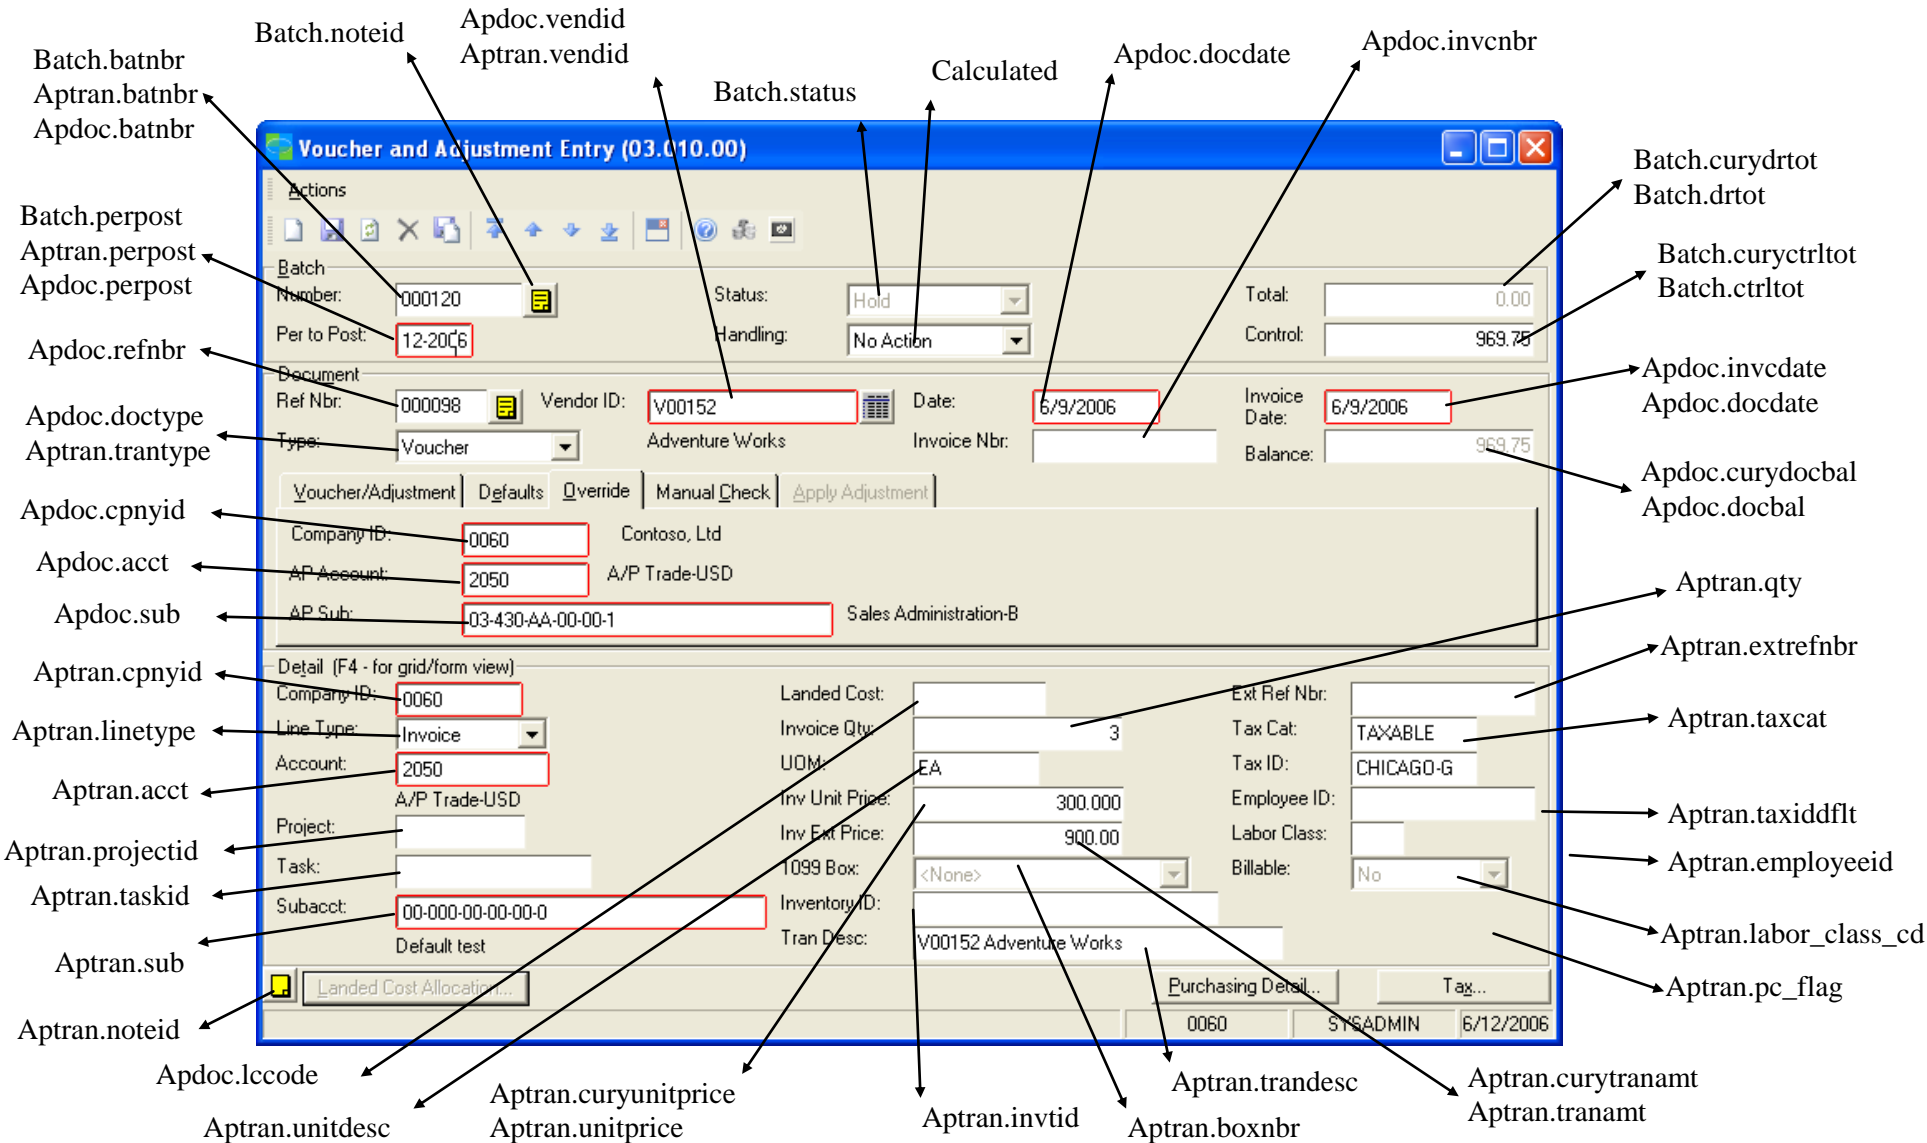 Batch.noteid
Apdoc.vendid
Aptran.vendid
Batch.batnbr
Aptran.batnbr
Apdoc.batnbr
Batch.status
Calculated
Apdoc.docdate
Apdoc.invcnbr
Voucher and Adjustment Entry (03.010.00)
Actions
Batch.curydrtot
Batch.drtot
Batch.perpost
Aptran.perpost
Apdoc.perpost
Batch
Number: 000120 Status: Hold Total: 0.00
Per to Post: 12-2006 Handling: No Action Control: 969.75
Batch.curyctrltot
Batch.ctrltot
Apdoc.refnbr
Document
Ref Nbr: 000098 Vendor ID: V00152 Date: 6/9/2006 Invoice Date: 6/9/2006
Type: Voucher Adventure Works Invoice Nbr: Balance: 969.75
Apdoc.invcdate
Apdoc.docdate
Apdoc.doctype
Aptran.trantype
Apdoc.curydocbal
Apdoc.docbal
Voucher/Adjustment Defaults Override Manual Check Apply Adjustment
Apdoc.cpnyid
Company ID: 0060 Contoso, Ltd
Apdoc.acct
AP Account: 2050 A/P Trade-USD
Apdoc.sub
AP Sub: 03-430-AA-00-00-1 Sales Administration-B
Aptran.qty
Aptran.extrefnbr
Aptran.cpnyid
Detail (F4 - for grid/form view)
Company ID: 0060 Landed Cost: Ext Ref Nbr:
Aptran.linetype
Line Type: Invoice Invoice Qty: 3 Tax Cat: TAXABLE
Aptran.taxcat
Account: 2050 UOM: EA Tax ID: CHICAGO-G
Aptran.acct
A/P Trade-USD Inv Unit Price: 300.000 Employee ID:
Aptran.taxiddflt
Project: Inv Ext Price: 900.00 Labor Class:
Aptran.projectid
Task: 1099 Box: <None> Billable: No
Aptran.employeeid
Aptran.taskid
Subacct: 00-000-00-00-00-0 Inventory ID:
Default test Tran Desc: V00152 Adventure Works
Aptran.labor_class_cd
Aptran.sub
Aptran.pc_flag
Landed Cost Allocation... Purchasing Detail... Tax...
0060 SYSADMIN 6/12/2006
Aptran.noteid
Apdoc.lccode
Aptran.unitdesc
Aptran.curyunitprice
Aptran.unitprice
Aptran.invtid
Aptran.trandesc
Aptran.boxnbr
Aptran.curytranamt
Aptran.tranamt